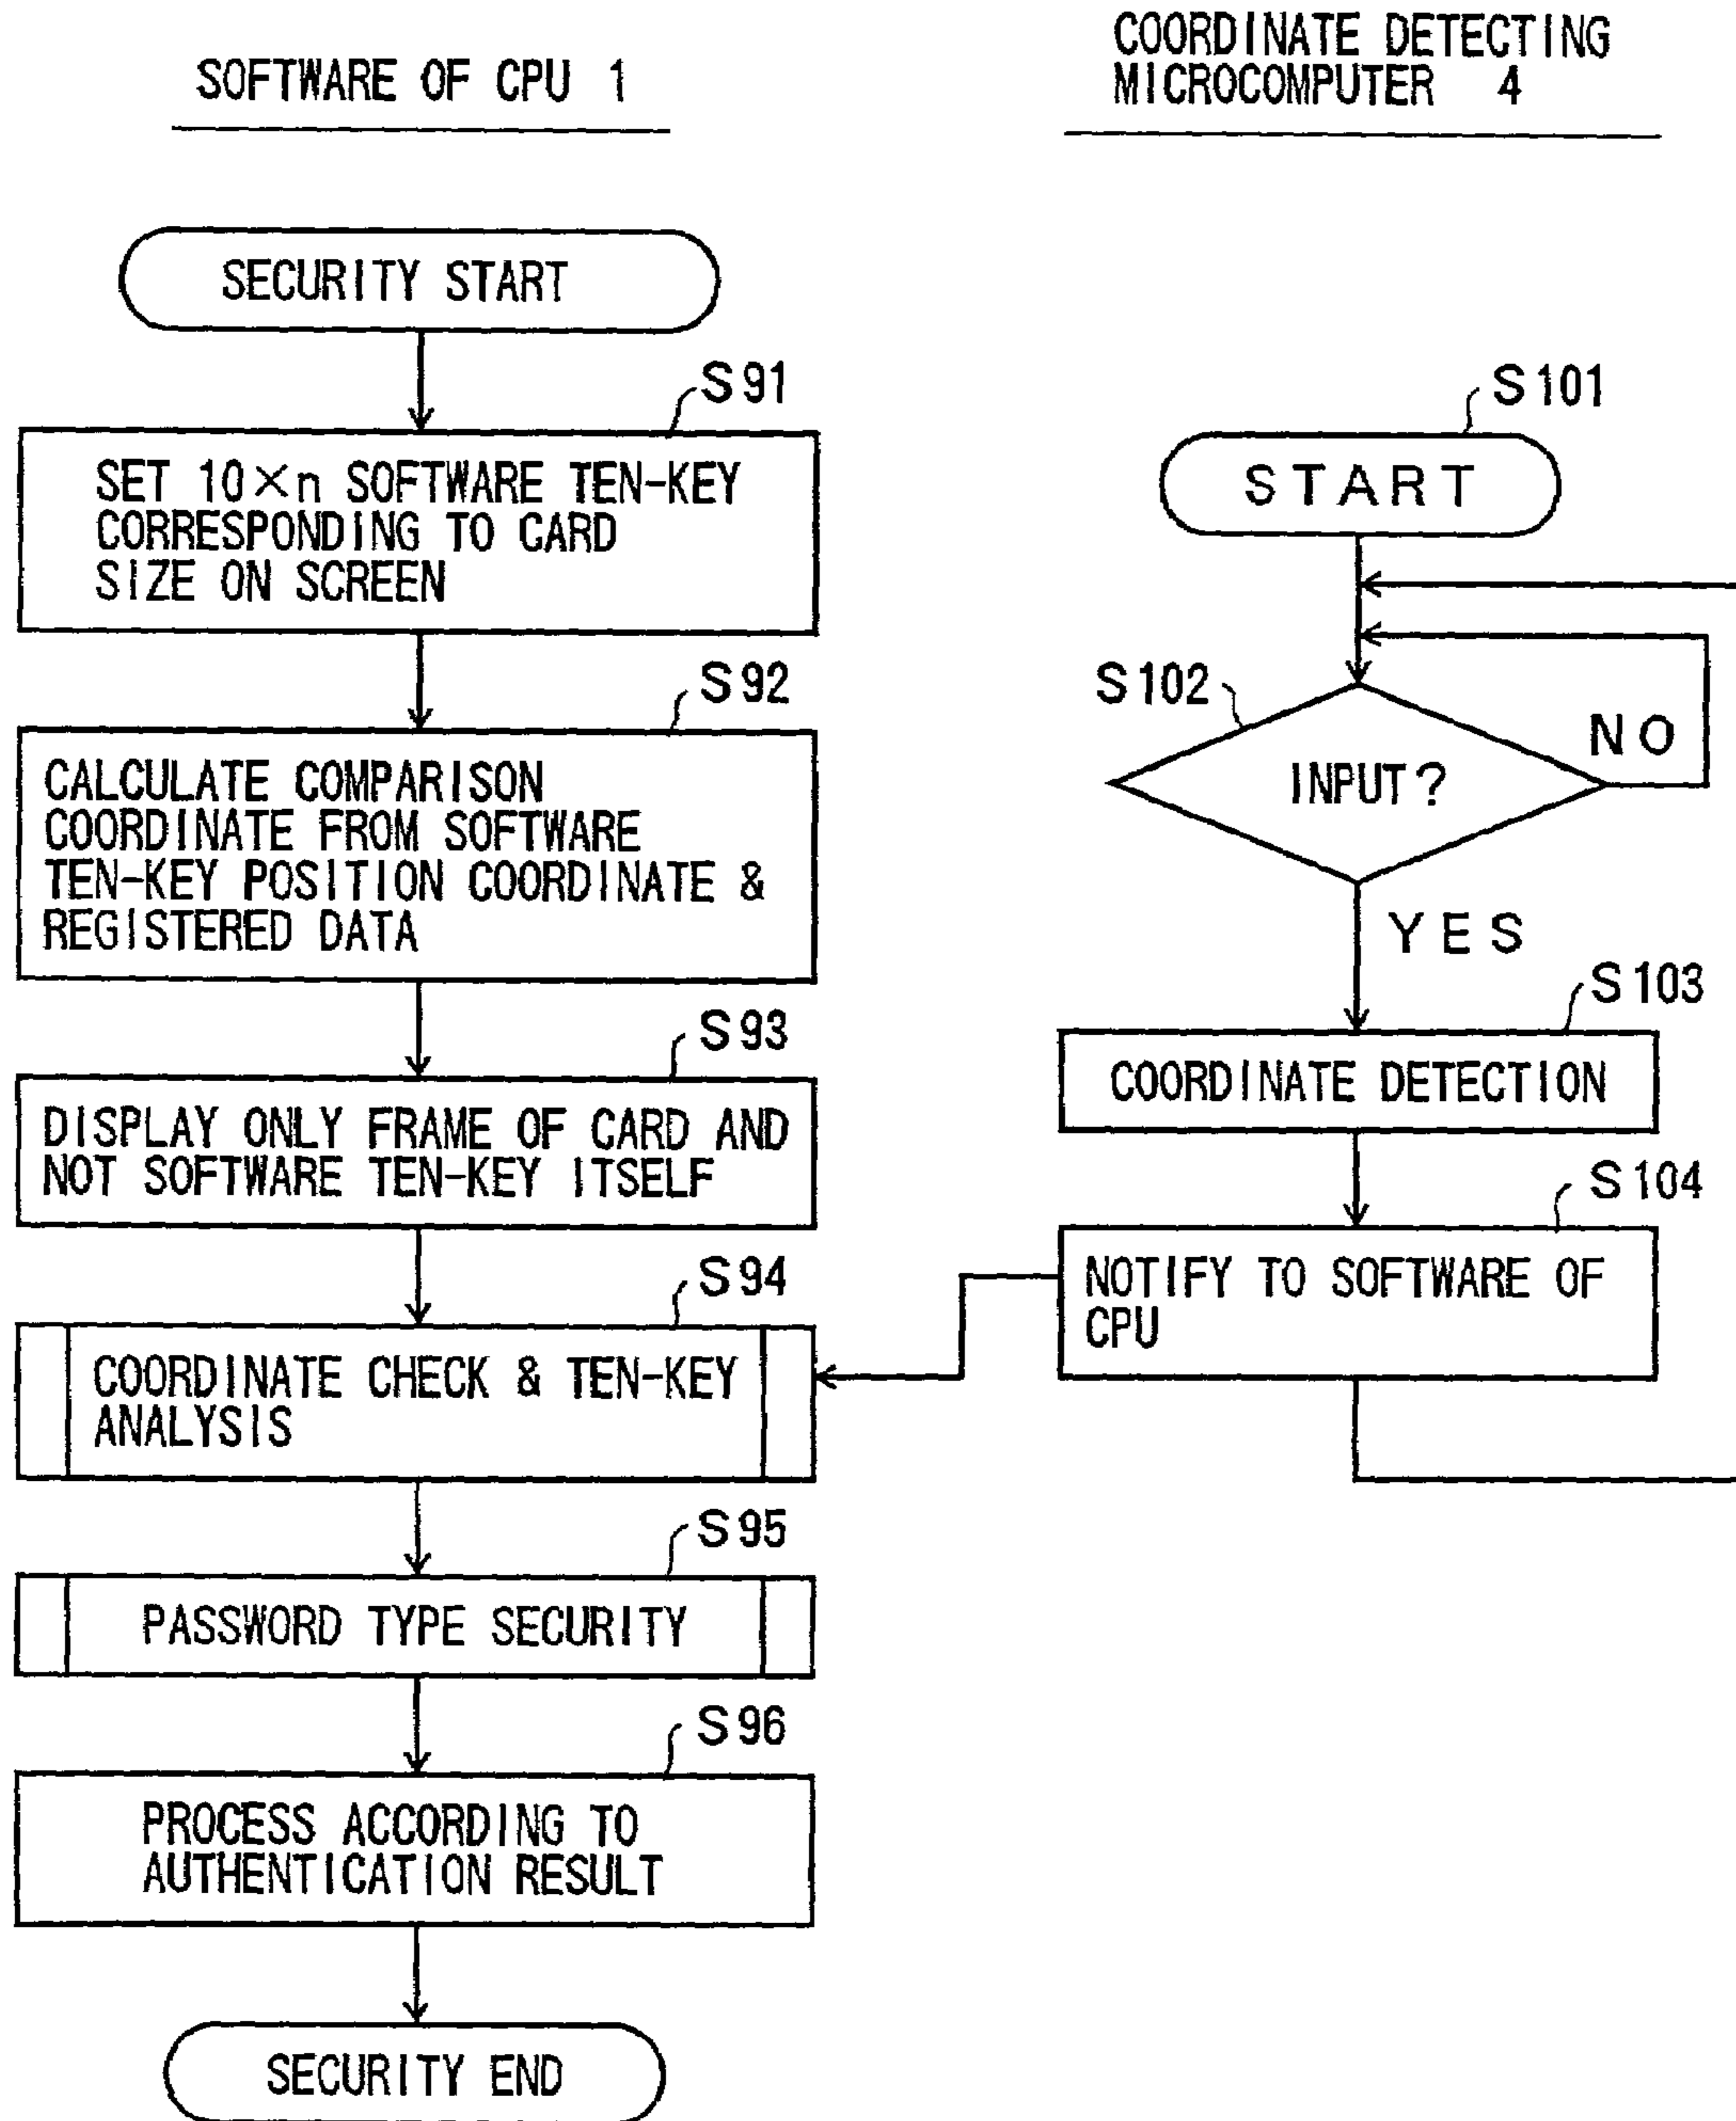 SOFTWARE OF CPU 1
SECURITY START
S91
SET 10×n SOFTWARE TEN-KEY
CORRESPONDING TO CARD
SIZE ON SCREEN
S92
CALCULATE COMPARISON
COORDINATE FROM SOFTWARE
TEN-KEY POSITION COORDINATE &
REGISTERED DATA
S93
DISPLAY ONLY FRAME OF CARD AND
NOT SOFTWARE TEN-KEY ITSELF
S94
COORDINATE CHECK & TEN-KEY
ANALYSIS
S95
PASSWORD TYPE SECURITY
S96
PROCESS ACCORDING TO
AUTHENTICATION RESULT
SECURITY END
COORDINATE DETECTING
MICROCOMPUTER 4
S101
START
S102
INPUT?
NO
YES
S103
COORDINATE DETECTION
S104
NOTIFY TO SOFTWARE OF
CPU